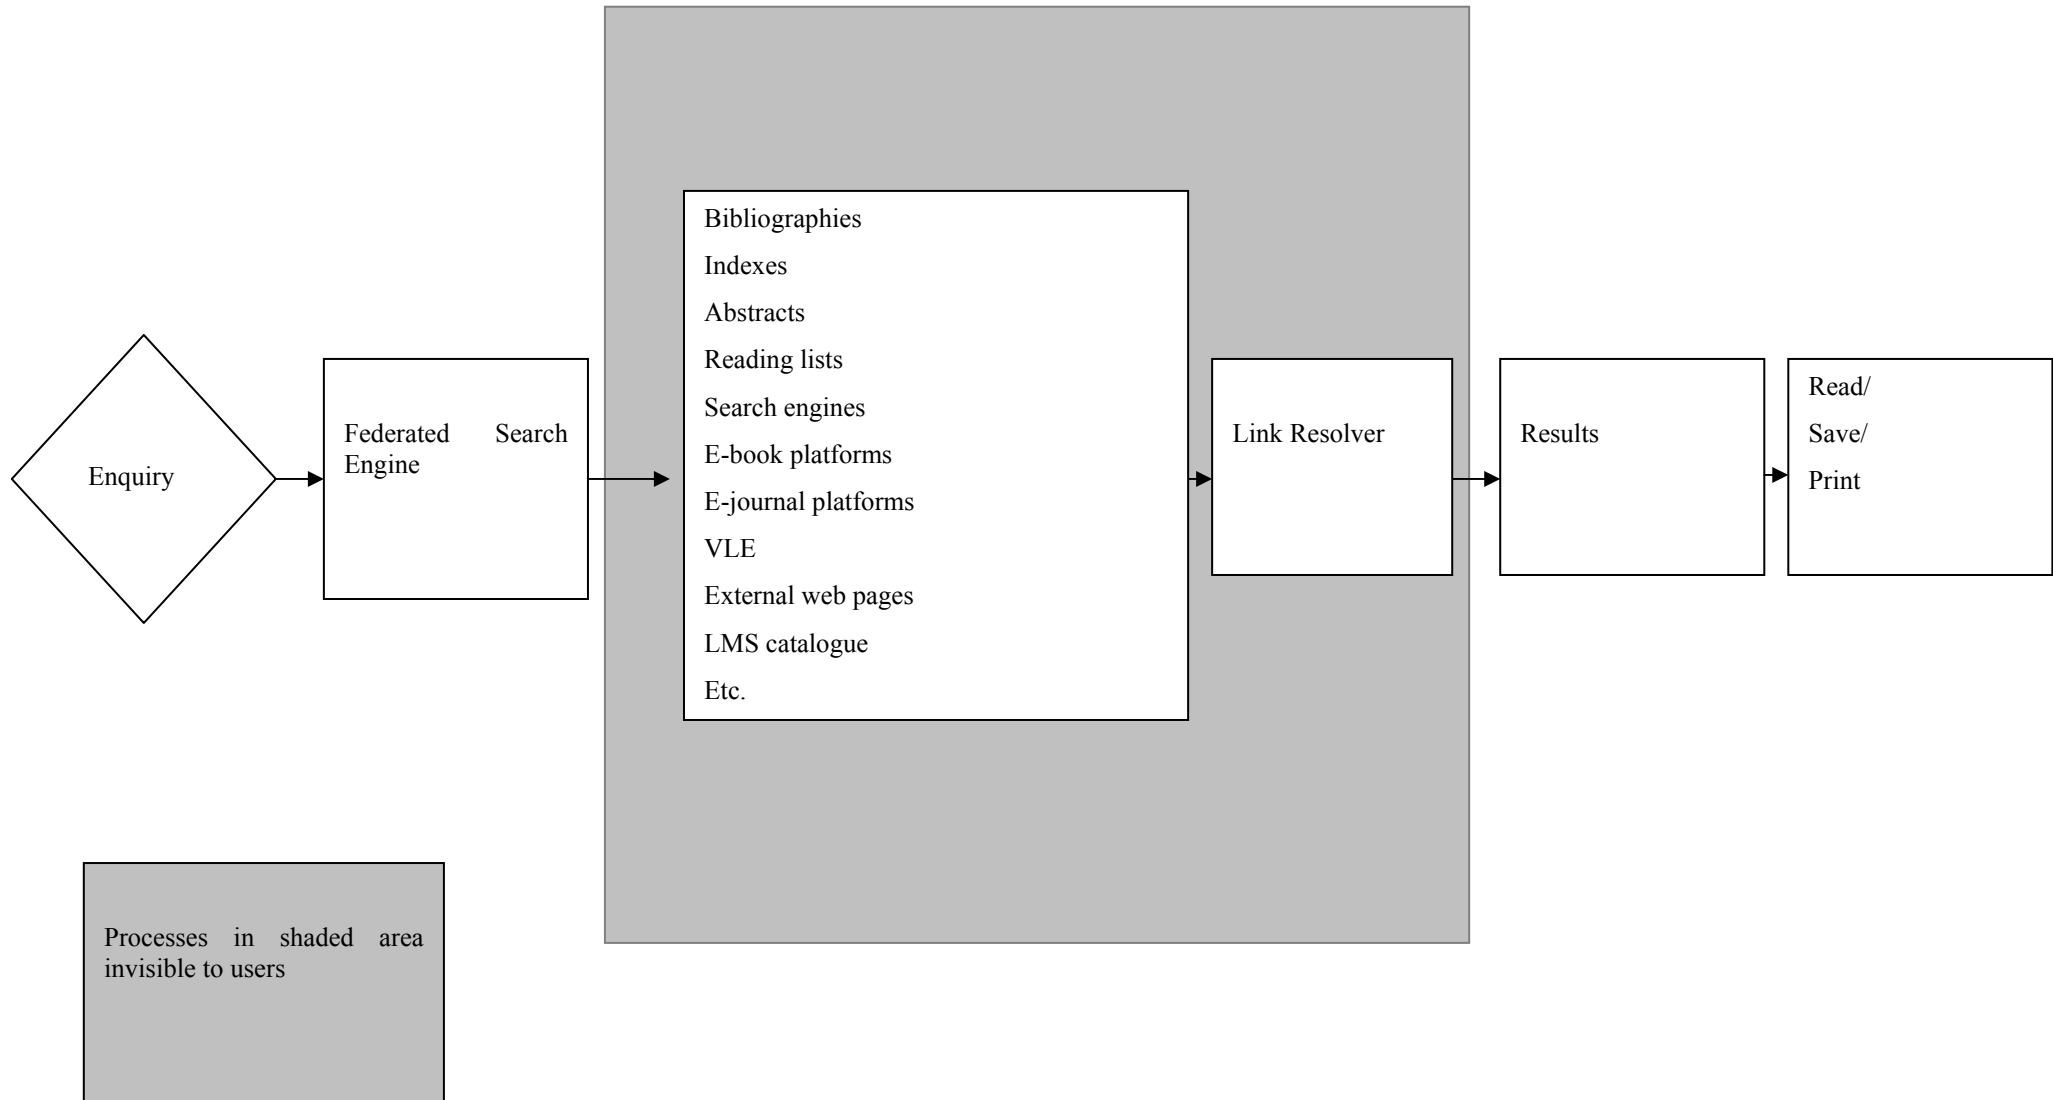 Enquiry
Federated Search
Engine
Bibliographies
Indexes
Abstracts
Reading lists
Search engines
E-book platforms
E-journal platforms
VLE
External web pages
LMS catalogue
Etc.
Link Resolver
Results
Read/
Save/
Print
Processes in shaded area
invisible to users